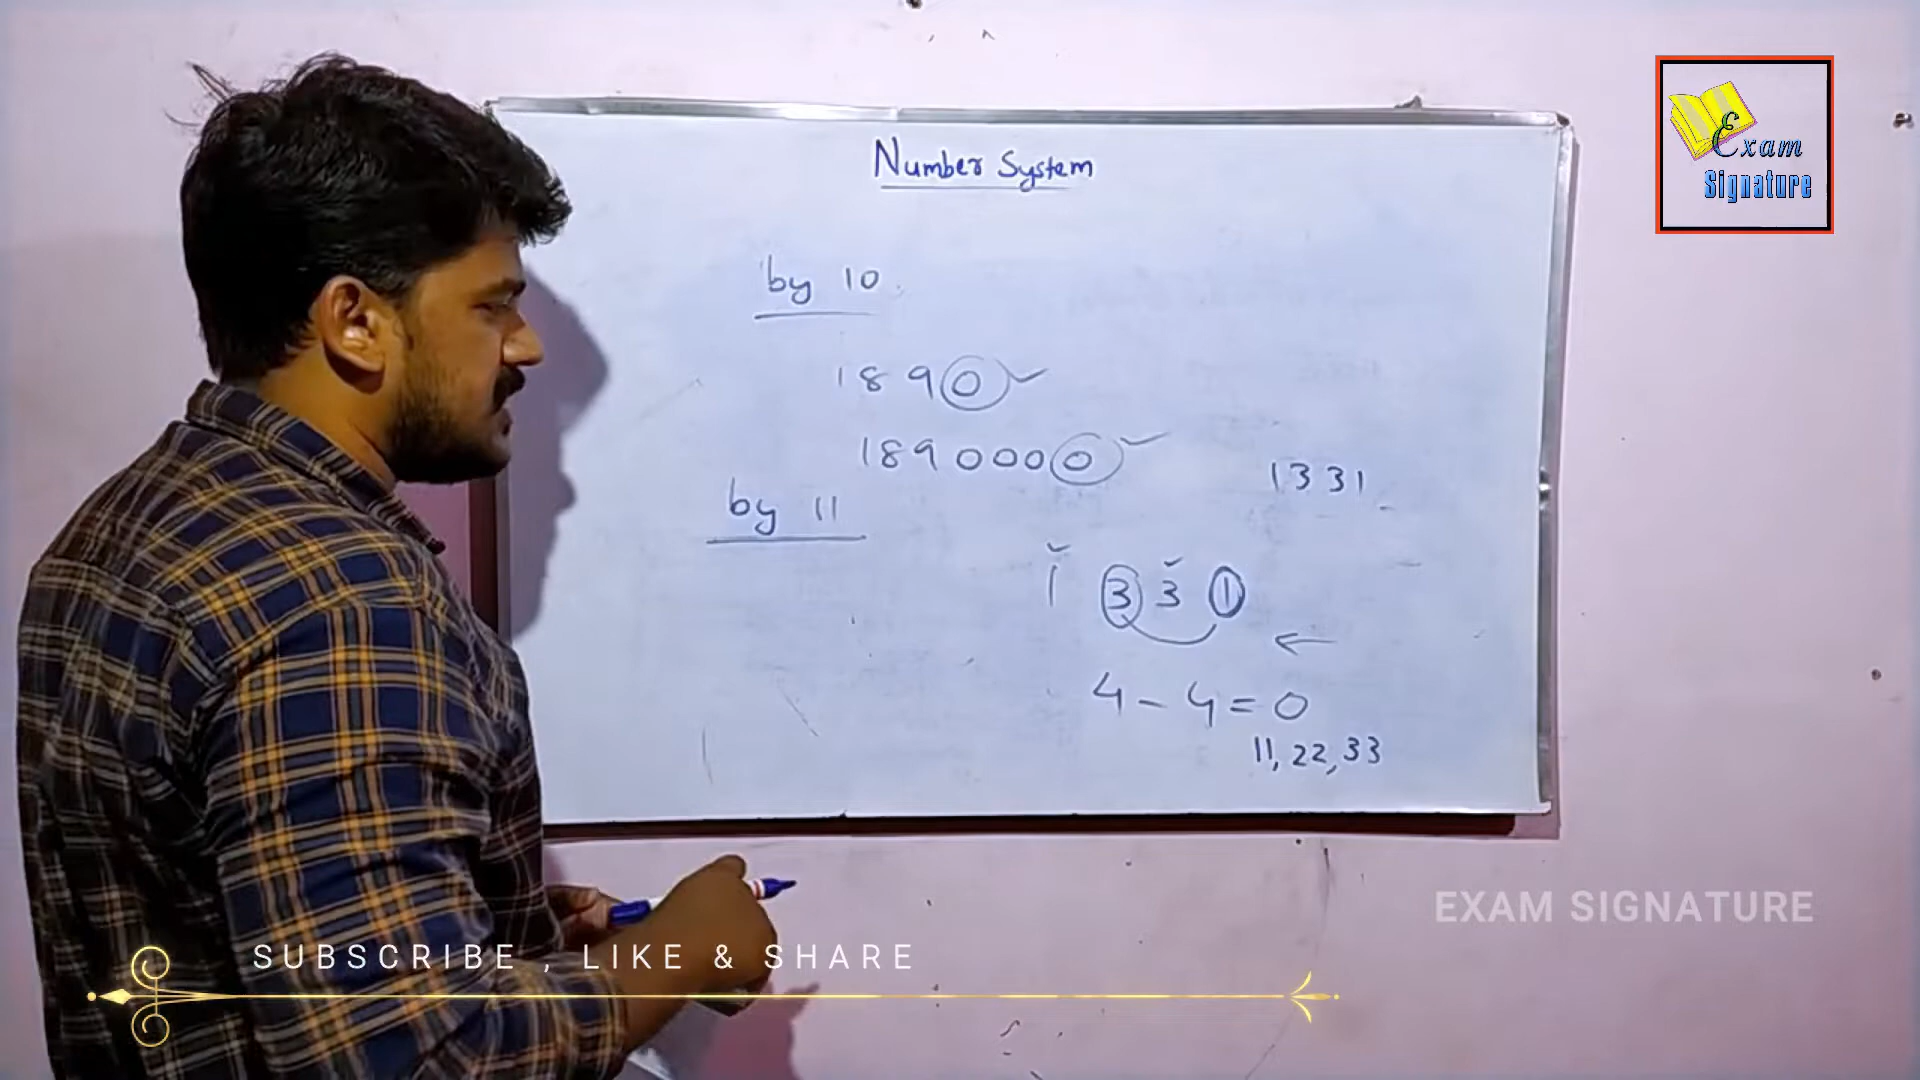 Number System
by 10
1890
1890000
by 11
1331
1 3 3 1
4 - 4 = 0
11, 22, 33
Exam
Signature
EXAM SIGNATURE
SUBSCRIBE , LIKE & SHARE